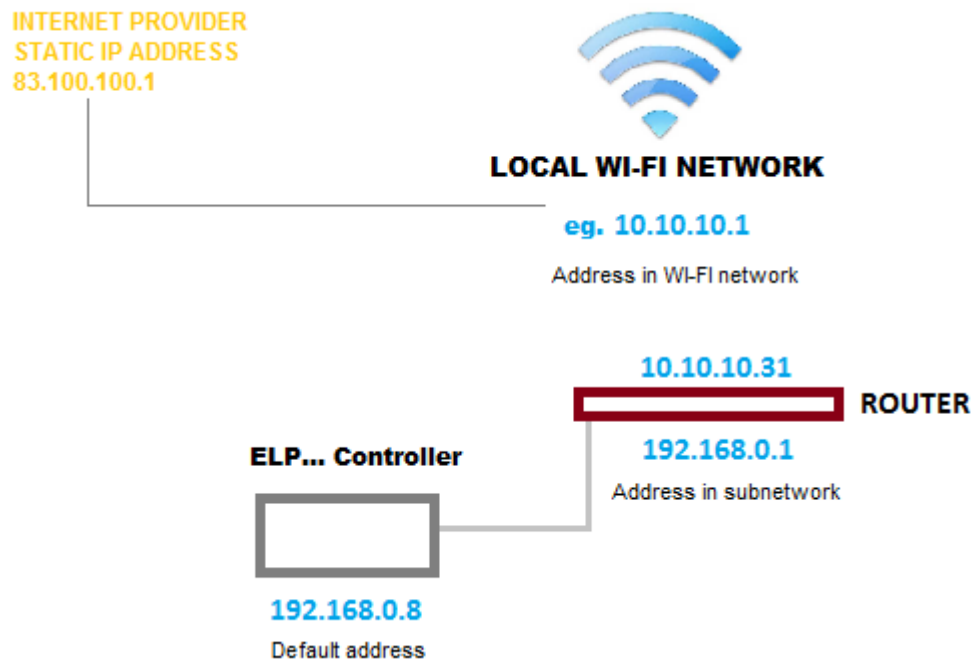 INTERNET PROVIDER
STATIC IP ADDRESS
83.100.100.1
LOCAL WI-FI NETWORK
eg. 10.10.10.1
Address in WI-FI network
10.10.10.31
ROUTER
192.168.0.1
Address in subnetwork
ELP... Controller
192.168.0.8
Default address